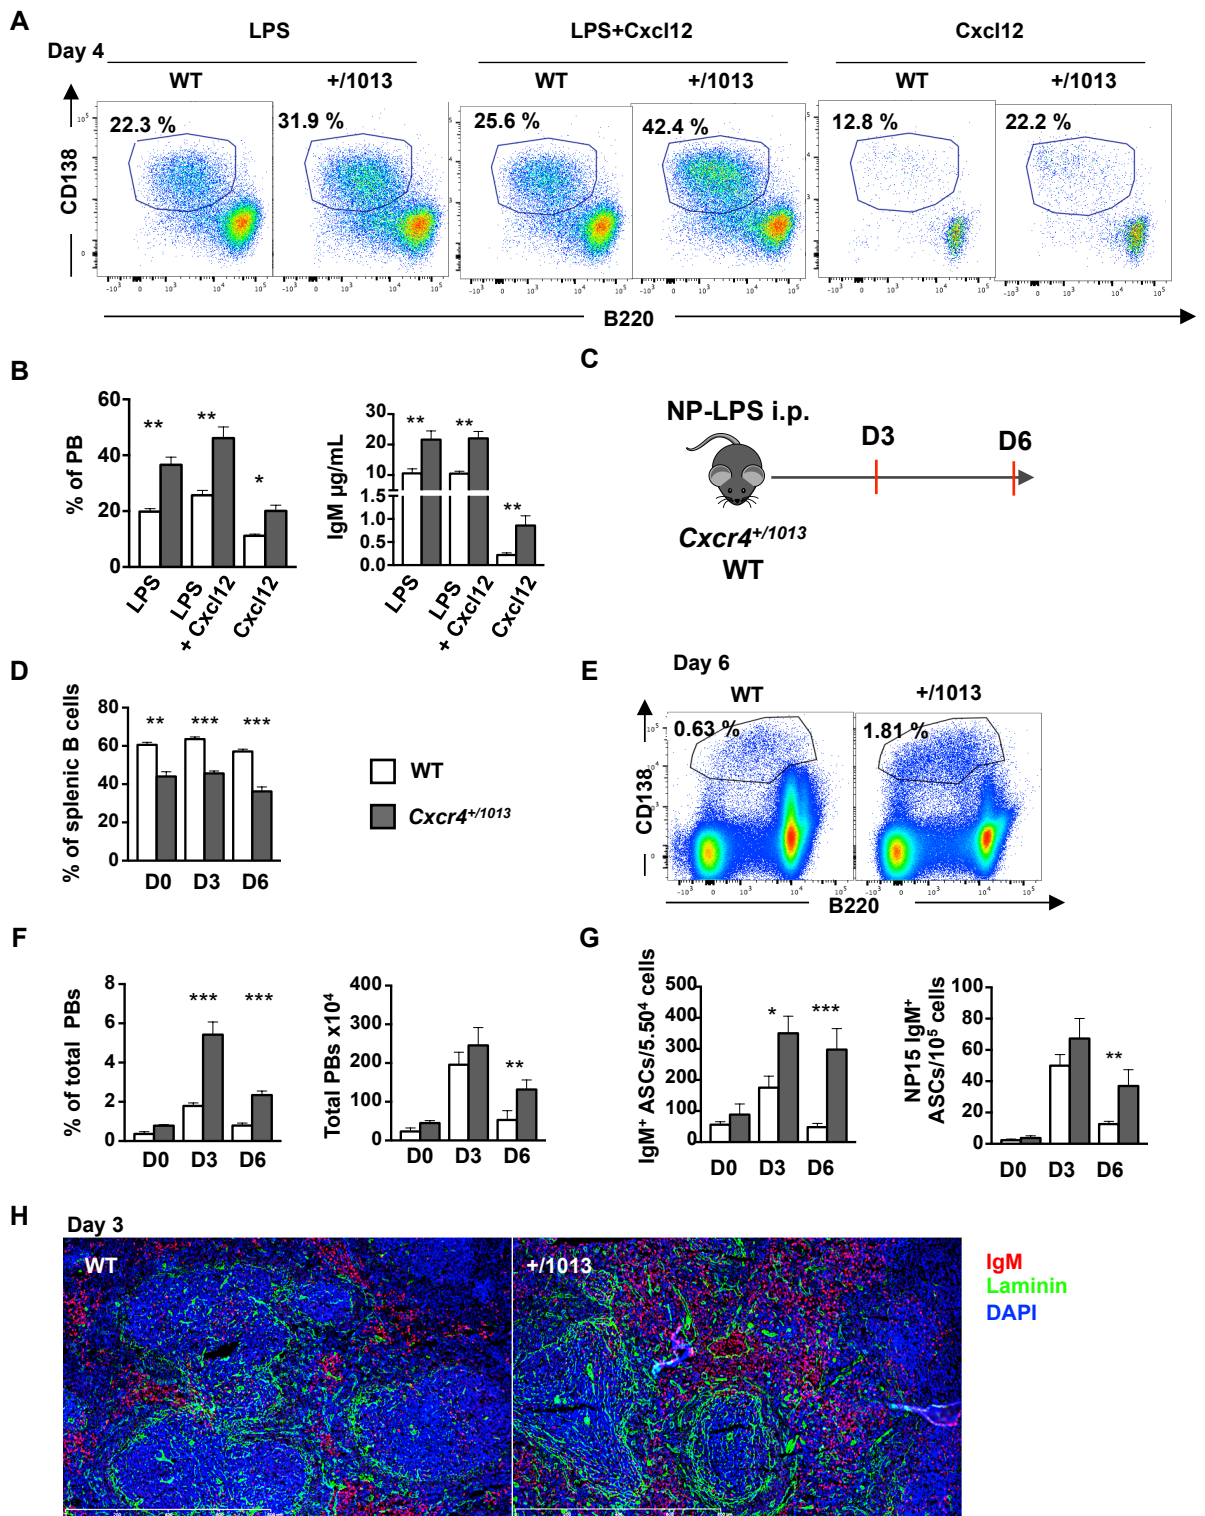 A
LPS LPS+Cxcl12 Cxcl12
Day 4
WT +/1013 WT +/1013 WT +/1013
22.3 % 31.9 % 25.6 % 42.4 % 12.8 % 22.2 %
CD138
B220
B
% of PB
60
40
20
0
** ** *
LPS
LPS + Cxcl12
Cxcl12
IgM µg/mL
30
20
10
1.5
1.0
0.5
0.0
** ** **
LPS
LPS + Cxcl12
Cxcl12
C
NP-LPS i.p.
D3 D6
Cxcr4+/1013
WT
D
% of splenic B cells
80
60
40
20
0
** *** ***
D0 D3 D6
WT
Cxcr4+/1013
E
Day 6
WT +/1013
0.63 % 1.81 %
CD138
B220
F
% of total PBs
8
6
4
2
0
*** ***
D0 D3 D6
Total PBs x10⁴
400
300
200
100
0
**
D0 D3 D6
G
IgM⁺ ASCs/5.50⁴ cells
500
400
300
200
100
0
* ***
D0 D3 D6
NP15 IgM⁺
ASCs/10⁵ cells
100
80
60
40
20
0
**
D0 D3 D6
H
Day 3
WT +/1013
IgM
Laminin
DAPI